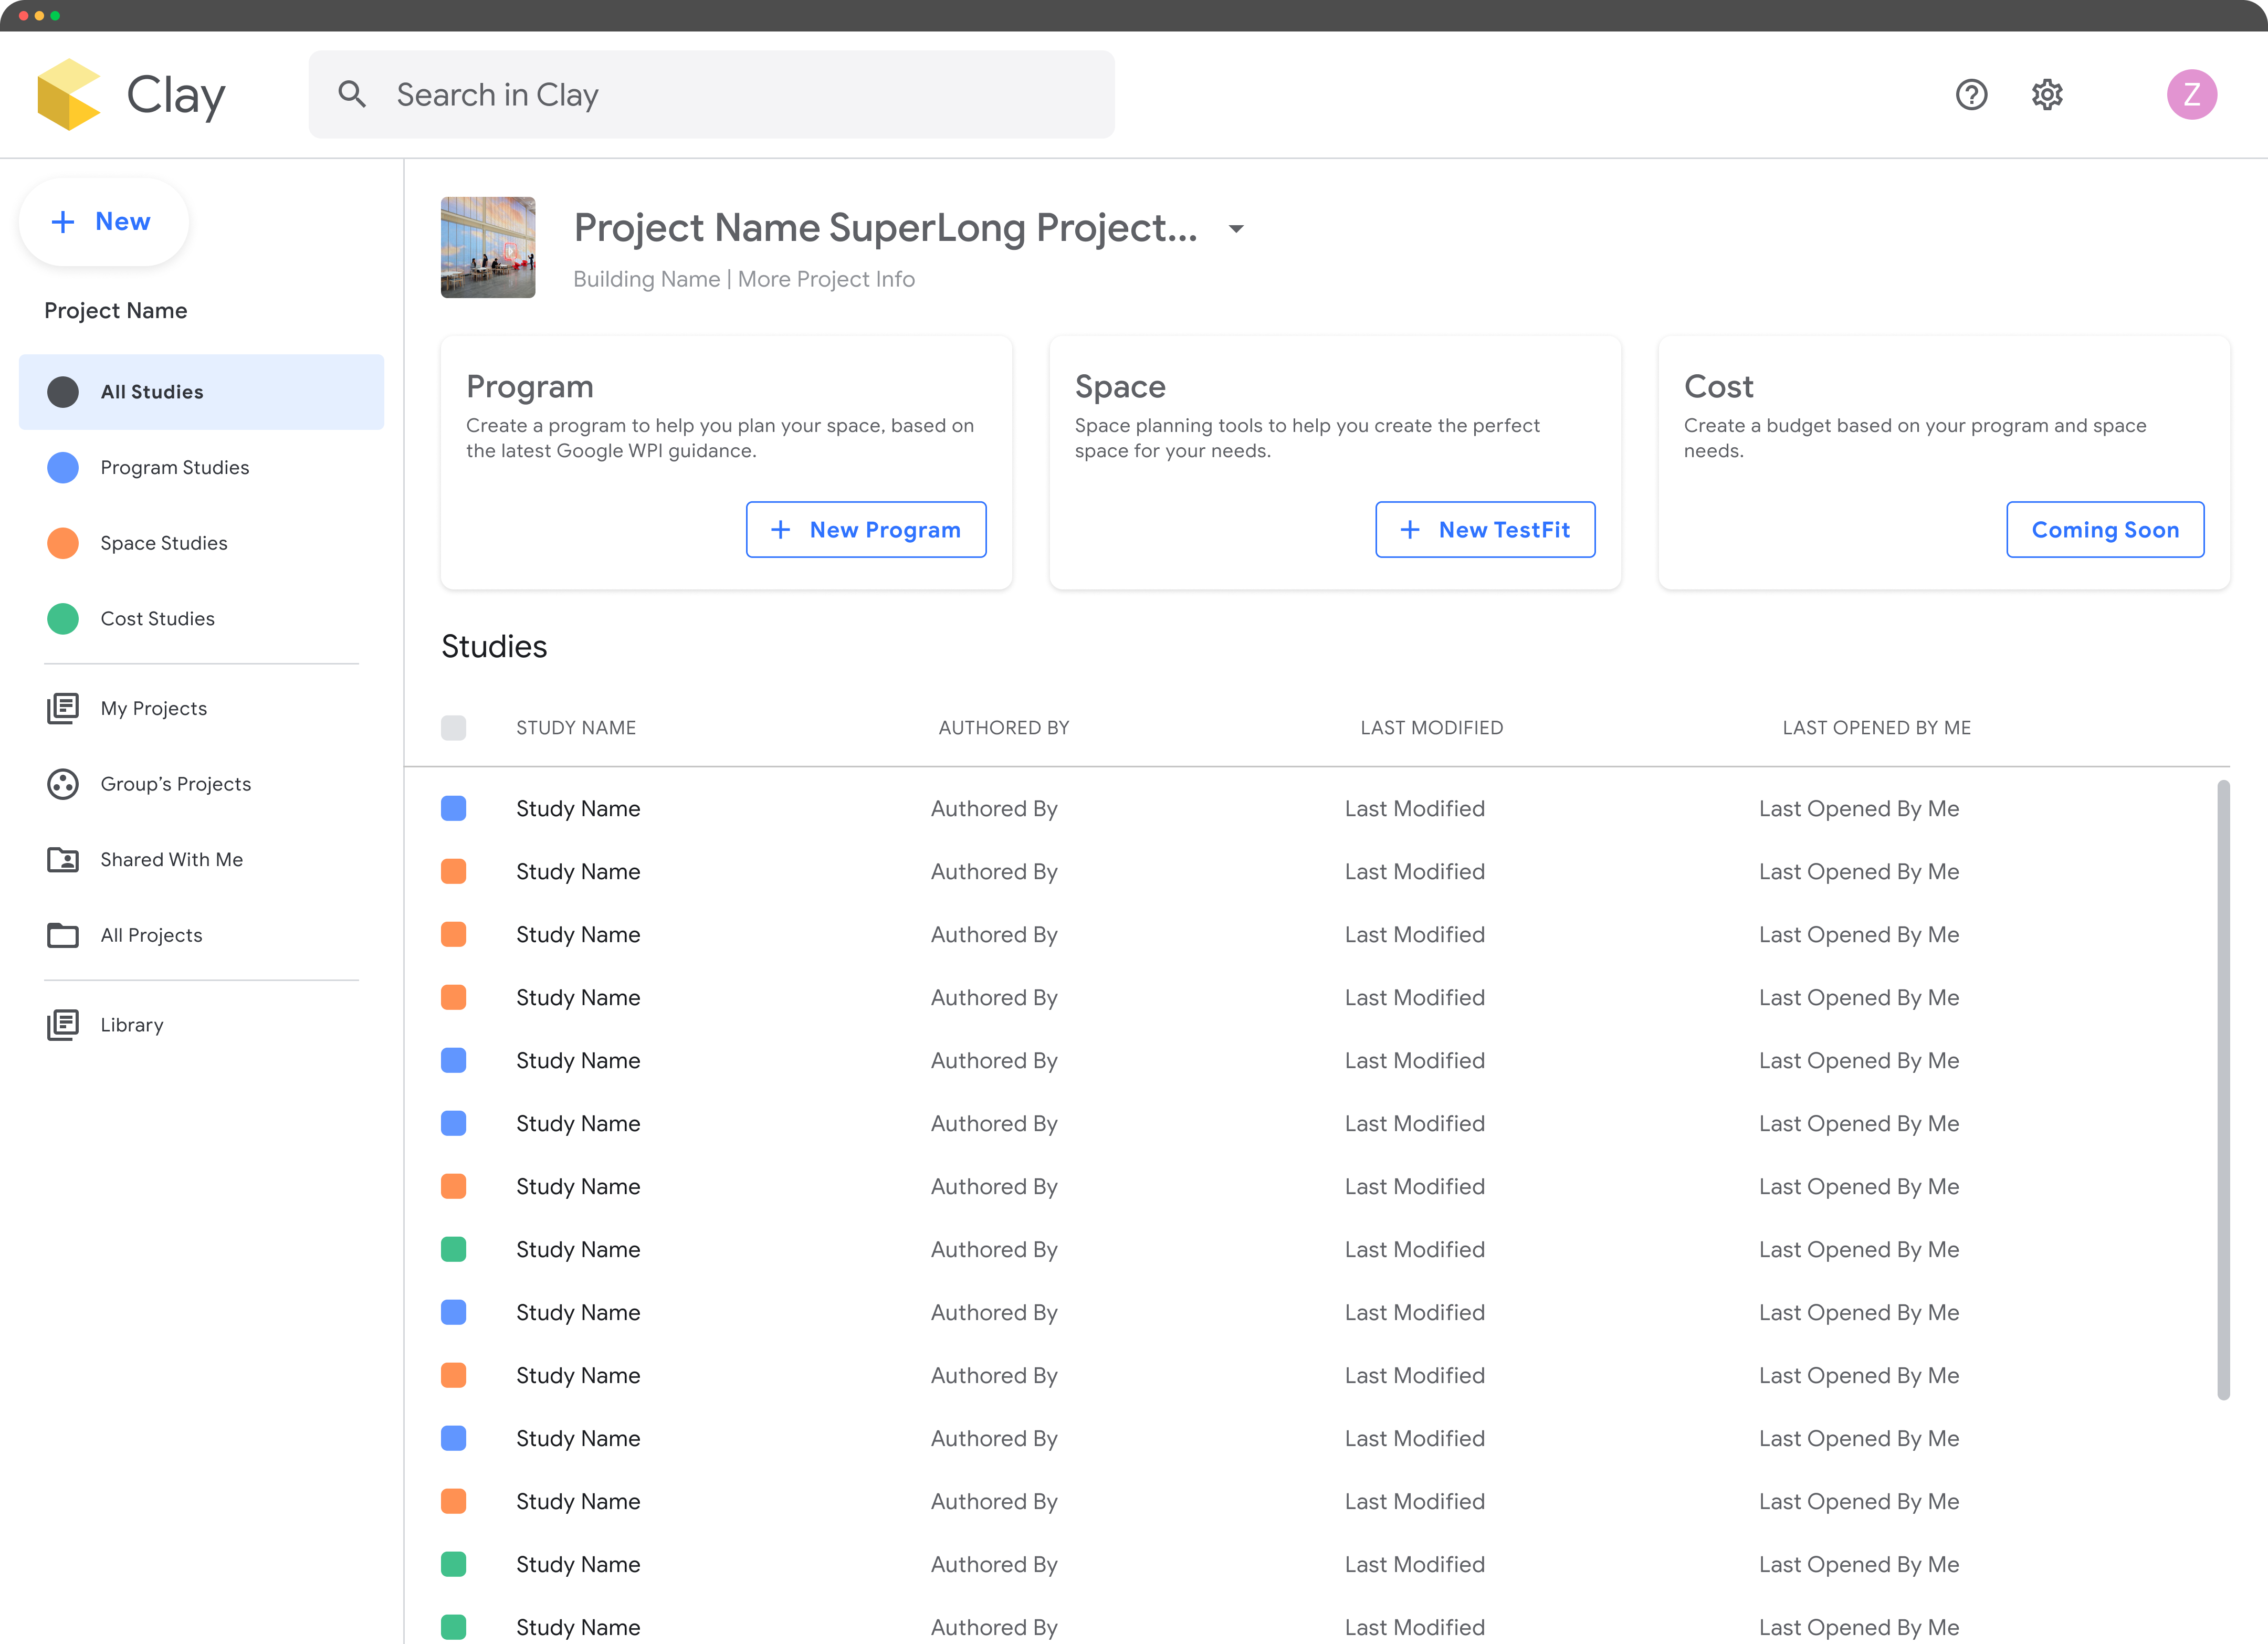 Clay
Search in Clay
Z
New
Project Name
All Studies
Program Studies
Space Studies
Cost Studies
My Projects
Group’s Projects
Shared With Me
All Projects
Library
Project Name SuperLong Project...
Building Name | More Project Info
Program
Create a program to help you plan your space, based on
the latest Google WPI guidance.
New Program
Space
Space planning tools to help you create the perfect
space for your needs.
New TestFit
Cost
Create a budget based on your program and space
needs.
Coming Soon
Studies
STUDY NAME AUTHORED BY LAST MODIFIED LAST OPENED BY ME
Study Name Authored By Last Modified Last Opened By Me
Study Name Authored By Last Modified Last Opened By Me
Study Name Authored By Last Modified Last Opened By Me
Study Name Authored By Last Modified Last Opened By Me
Study Name Authored By Last Modified Last Opened By Me
Study Name Authored By Last Modified Last Opened By Me
Study Name Authored By Last Modified Last Opened By Me
Study Name Authored By Last Modified Last Opened By Me
Study Name Authored By Last Modified Last Opened By Me
Study Name Authored By Last Modified Last Opened By Me
Study Name Authored By Last Modified Last Opened By Me
Study Name Authored By Last Modified Last Opened By Me
Study Name Authored By Last Modified Last Opened By Me
Study Name Authored By Last Modified Last Opened By Me